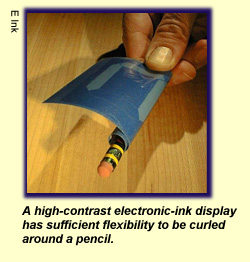 E Ink
A high-contrast electronic-ink display
has sufficient flexibility to be curled
around a pencil.